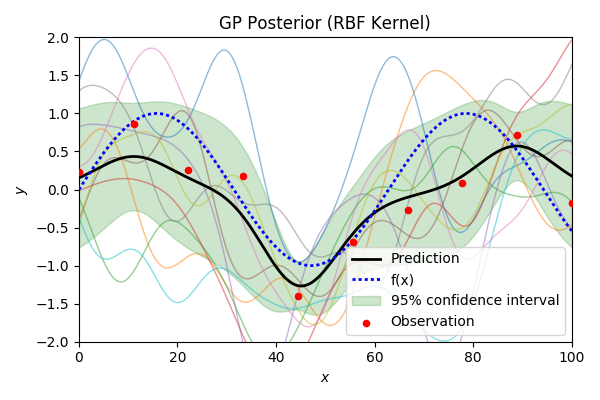 GP Posterior (RBF Kernel)
2.0
1.5
1.0
0.5
0.0
−0.5
−1.0
−1.5
−2.0
y
0 20 40 60 80 100
x
Prediction
f(x)
95% confidence interval
Observation